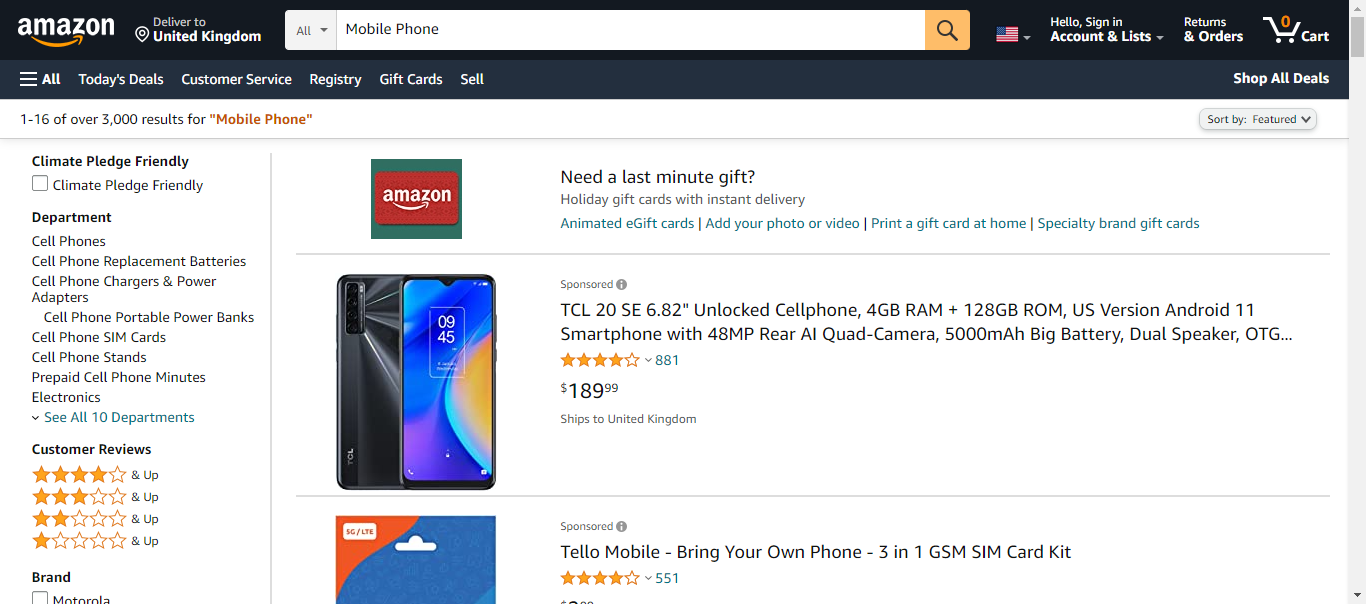 amazon
Deliver to
United Kingdom
All
Mobile Phone
Hello, Sign in
Account & Lists
Returns
& Orders
0
Cart
All
Today's Deals
Customer Service
Registry
Gift Cards
Sell
Shop All Deals
1-16 of over 3,000 results for "Mobile Phone"
Sort by: Featured
Climate Pledge Friendly
Climate Pledge Friendly
Department
Cell Phones
Cell Phone Replacement Batteries
Cell Phone Chargers & Power
Adapters
Cell Phone Portable Power Banks
Cell Phone SIM Cards
Cell Phone Stands
Prepaid Cell Phone Minutes
Electronics
See All 10 Departments
Customer Reviews
& Up
& Up
& Up
& Up
Brand
Motorola
amazon
Need a last minute gift?
Holiday gift cards with instant delivery
Animated eGift cards | Add your photo or video | Print a gift card at home | Specialty brand gift cards
09
45
TCL
Sponsored
TCL 20 SE 6.82" Unlocked Cellphone, 4GB RAM + 128GB ROM, US Version Android 11
Smartphone with 48MP Rear AI Quad-Camera, 5000mAh Big Battery, Dual Speaker, OTG...
881
$18999
Ships to United Kingdom
5G / LTE
Sponsored
Tello Mobile - Bring Your Own Phone - 3 in 1 GSM SIM Card Kit
551